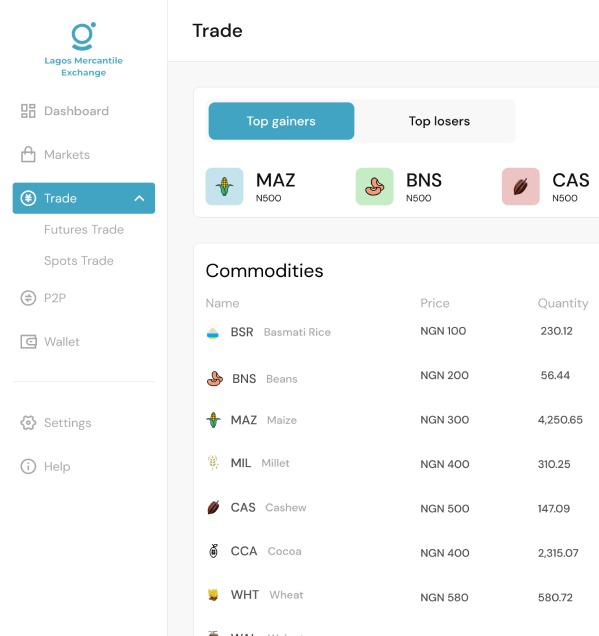 Lagos Mercantile
Exchange
Dashboard
Markets
Trade
Futures Trade
Spots Trade
P2P
Wallet
Settings
Help
Trade
Top gainers Top losers
MAZ BNS CAS
N500 N500 N500
Commodities
Name Price Quantity
BSR Basmati Rice NGN 100 230.12
BNS Beans NGN 200 56.44
MAZ Maize NGN 300 4,250.65
MIL Millet NGN 400 310.25
CAS Cashew NGN 500 147.09
CCA Cocoa NGN 400 2,315.07
WHT Wheat NGN 580 580.72